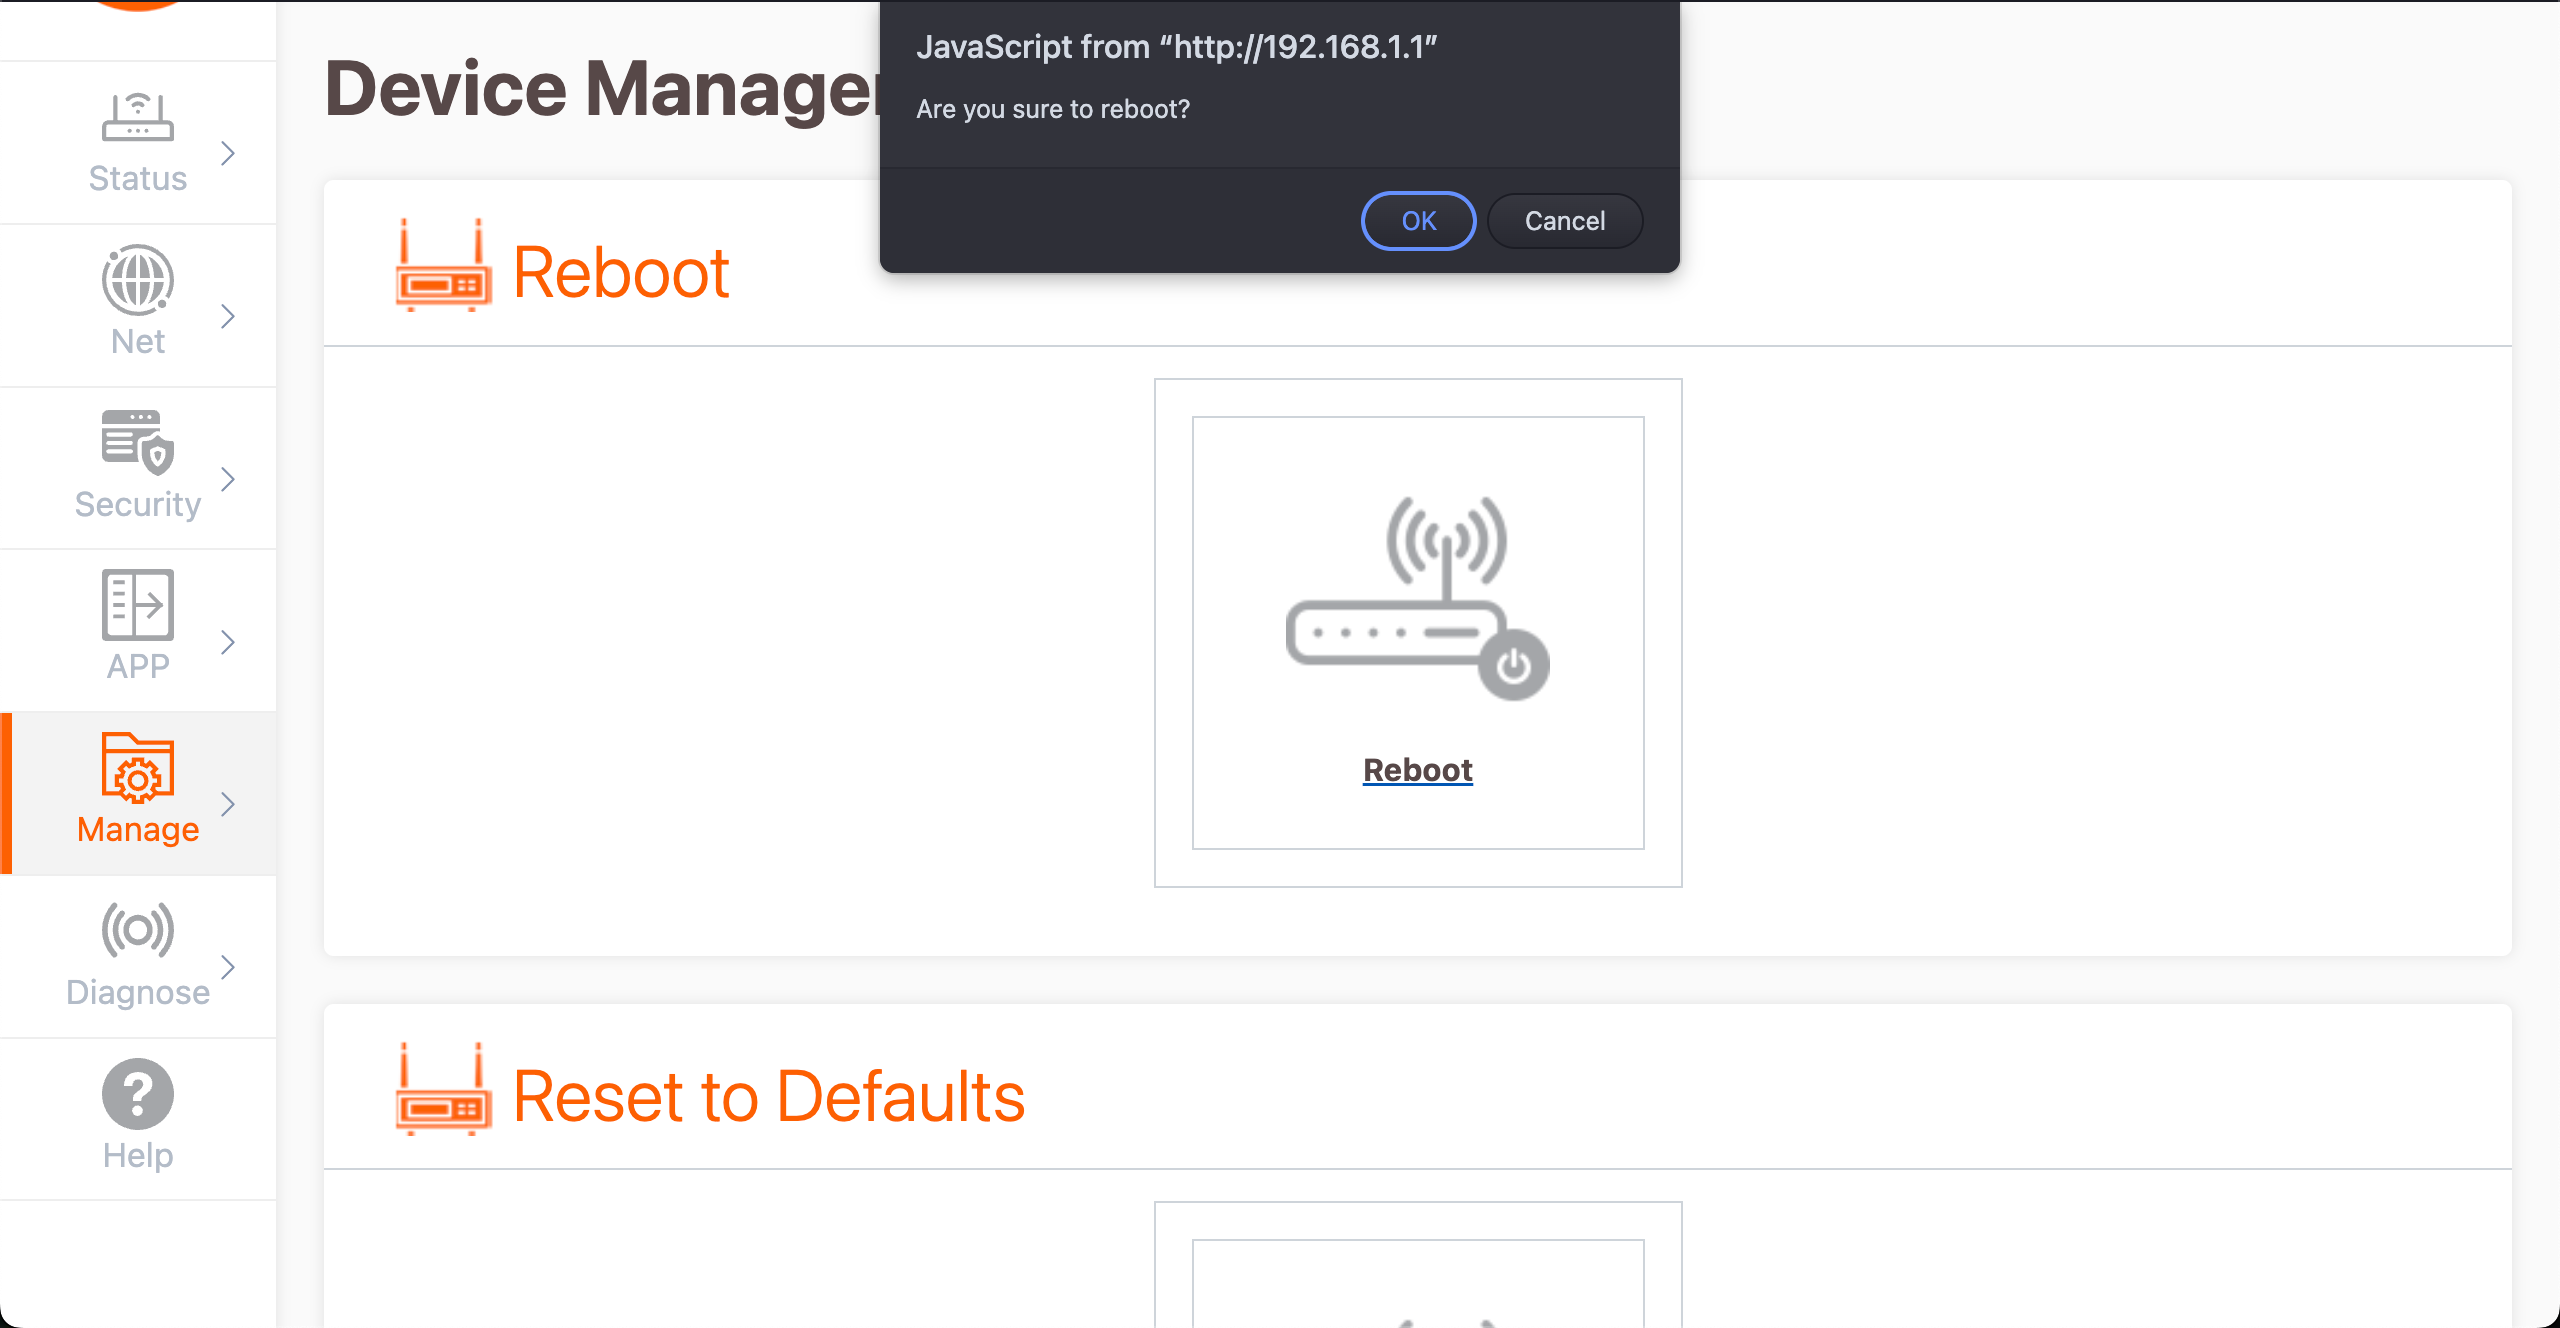 JavaScript from “http://192.168.1.1”
Are you sure to reboot?
OK
Cancel
Device Manage
Status
Net
Security
APP
Manage
Diagnose
Help
Reboot
Reboot
Reset to Defaults